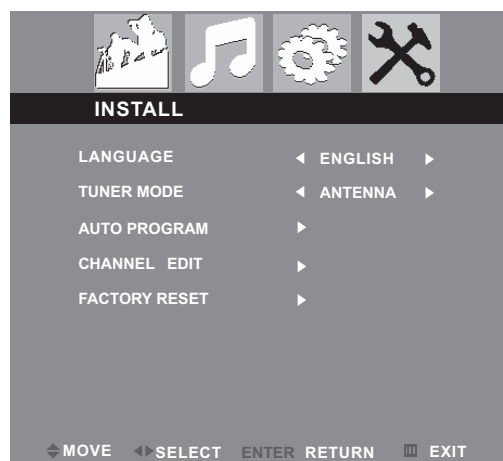 INSTALL
LANGUAGE ENGLISH
TUNER MODE ANTENNA
AUTO PROGRAM
CHANNEL EDIT
FACTORY RESET
MOVE SELECT ENTER RETURN EXIT